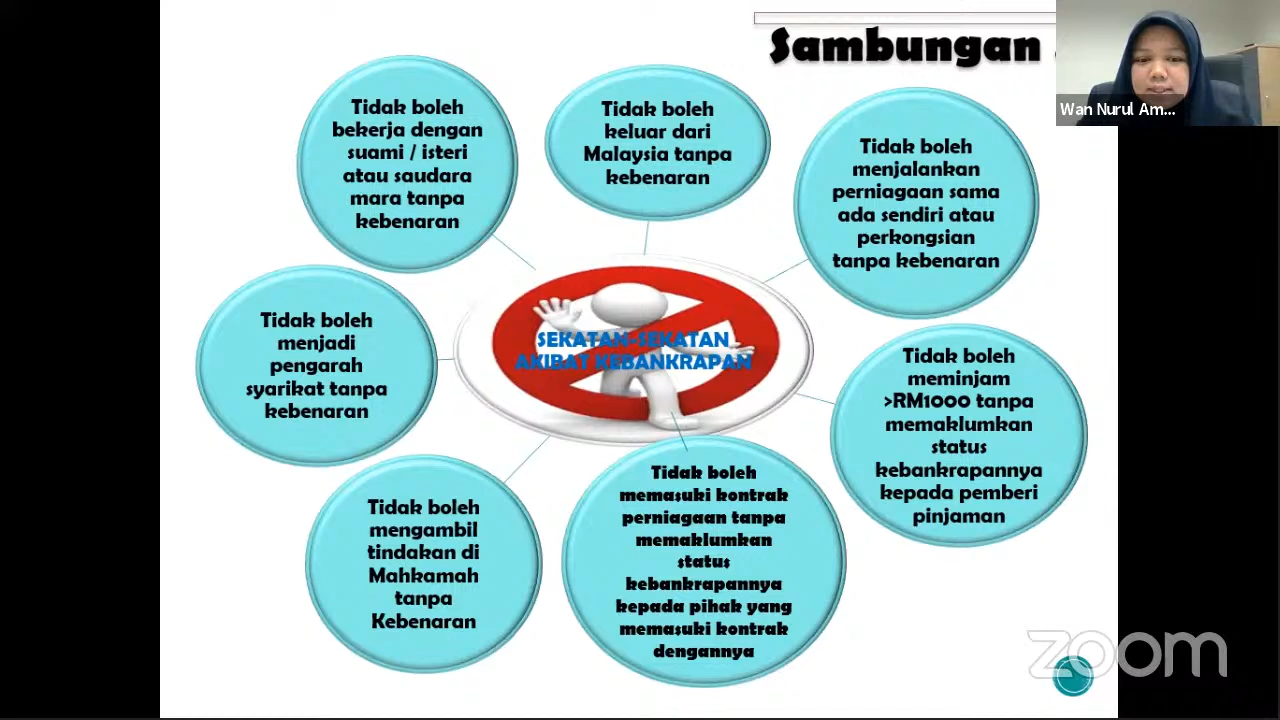 Sambungan
Wan Nurul Am...
Tidak boleh
bekerja dengan
suami / isteri
atau saudara
mara tanpa
kebenaran
Tidak boleh
keluar dari
Malaysia tanpa
kebenaran
Tidak boleh
menjalankan
perniagaan sama
ada sendiri atau
perkongsian
tanpa kebenaran
Tidak boleh
menjadi
pengarah
syarikat tanpa
kebenaran
SEKATAN-SEKATAN
AKIBAT KEBANKRAPAN
Tidak boleh
meminjam
>RM1000 tanpa
memaklumkan
status
kebankrapannya
kepada pemberi
pinjaman
Tidak boleh
mengambil
tindakan di
Mahkamah
tanpa
Kebenaran
Tidak boleh
memasuki kontrak
perniagaan tanpa
memaklumkan
status
kebankrapannya
kepada pihak yang
memasuki kontrak
dengannya
zoom